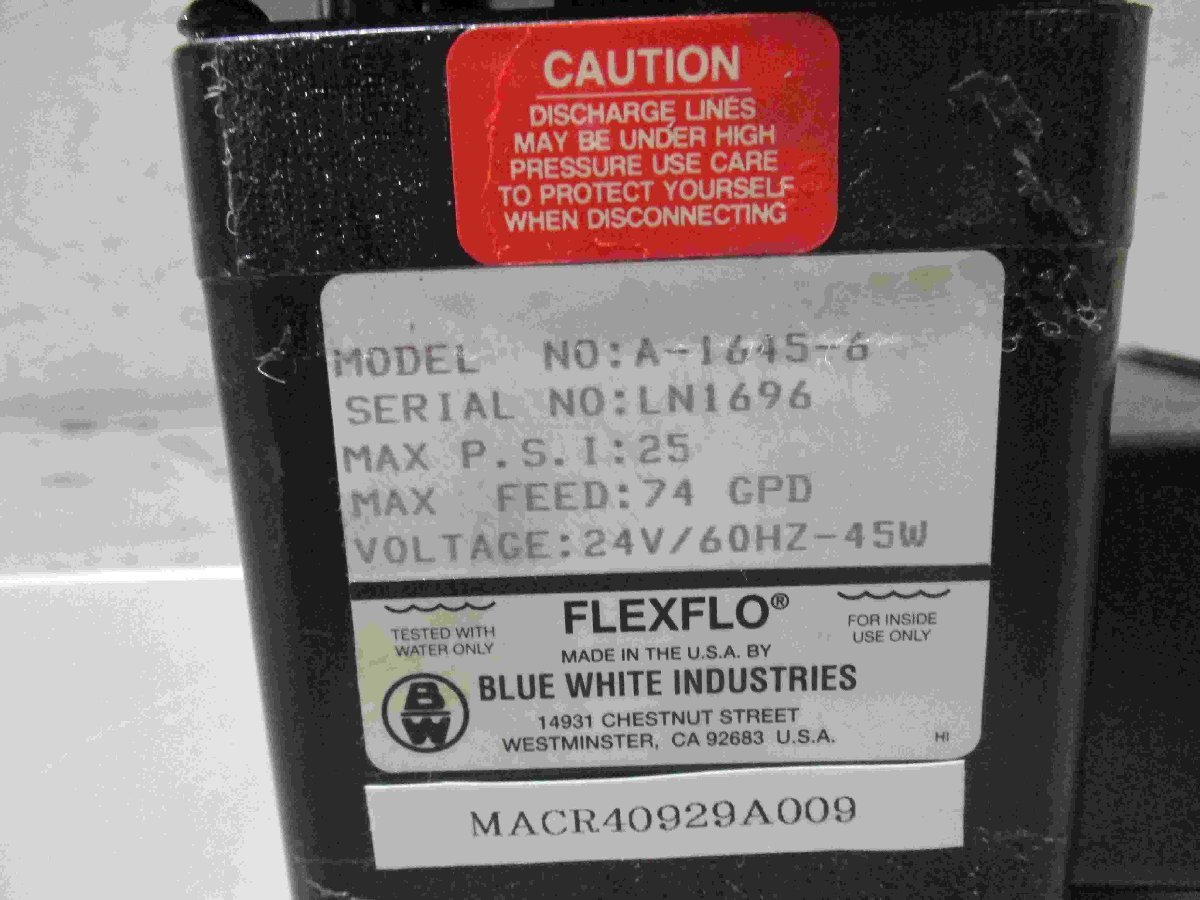 CAUTION
DISCHARGE LINES
MAY BE UNDER HIGH
PRESSURE USE CARE
TO PROTECT YOURSELF
WHEN DISCONNECTING
MODEL NO:A-1645-6
SERIAL NO:LN1696
MAX P.S.I:25
MAX FEED:74 GPD
VOLTAGE:24V/60HZ-45W
TESTED WITH
WATER ONLY
FLEXFLO®
FOR INSIDE
USE ONLY
MADE IN THE U.S.A. BY
BW
BLUE WHITE INDUSTRIES
14931 CHESTNUT STREET
WESTMINSTER, CA 92683 U.S.A.
HI
MACR40929A009